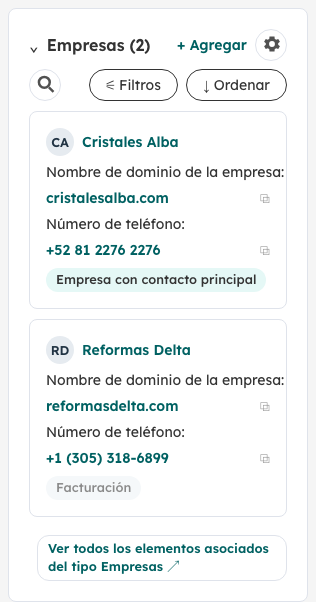 Empresas (2)
+ Agregar
Filtros
↓ Ordenar
CA
Cristales Alba
Nombre de dominio de la empresa:
cristalesalba.com
Número de teléfono:
+52 81 2276 2276
Empresa con contacto principal
RD
Reformas Delta
Nombre de dominio de la empresa:
reformasdelta.com
Número de teléfono:
+1 (305) 318-6899
Facturación
Ver todos los elementos asociados
del tipo Empresas ↗